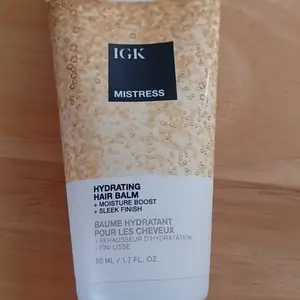 IGK
MISTRESS
HYDRATING
HAIR BALM
+ MOISTURE BOOST
+ SLEEK FINISH
BAUME HYDRATANT
POUR LES CHEVEUX
+ REHAUSSEUR D'HYDRATATION
+ FINI LISSE
50 ML / 1.7 FL. OZ